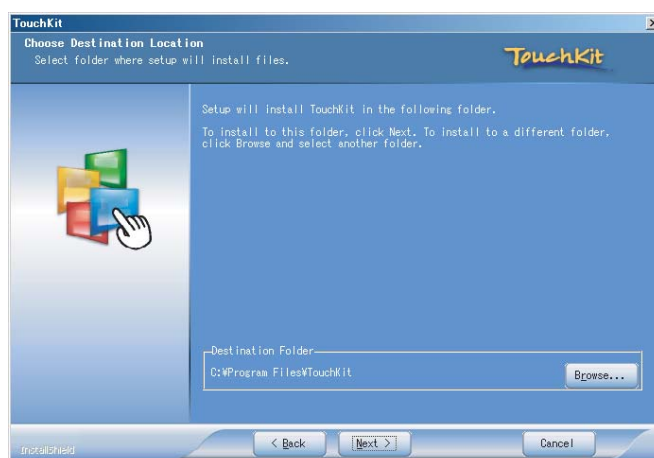 TouchKit
Choose Destination Location
Select folder where setup will install files.
TouchKit
Setup will install TouchKit in the following folder.
To install to this folder, click Next. To install to a different folder,
click Browse and select another folder.
Destination Folder
C:¥Program Files¥TouchKit
Browse...
InstallShield
< Back
Next >
Cancel